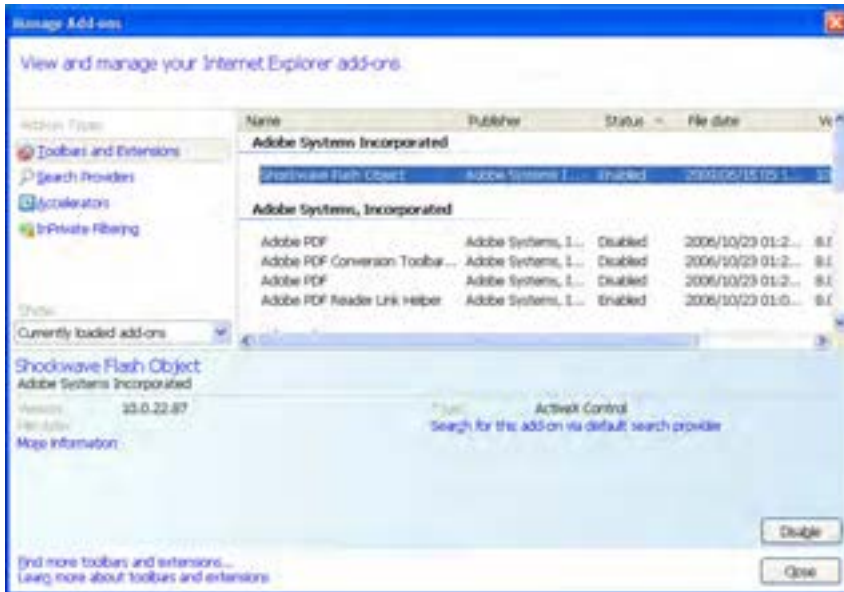 Manage Add-ons
View and manage your Internet Explorer add-ons
Add-on Types
Toolbars and Extensions
Search Providers
Accelerators
InPrivate Filtering
Show:
Currently loaded add-ons
Name Publisher Status File date
Adobe Systems Incorporated
Shockwave Flash Object Adobe Systems I... Enabled
Adobe Systems, Incorporated
Adobe PDF Adobe Systems, I... Disabled 2006/10/23 01:2...
Adobe PDF Conversion Toolbar... Adobe Systems, I... Disabled 2006/10/23 01:2...
Adobe PDF Adobe Systems, I... Disabled 2006/10/23 01:2...
Adobe PDF Reader Link Helper Adobe Systems, I... Enabled 2006/10/23 01:0...
Shockwave Flash Object
Adobe Systems Incorporated
Version: 10.0.22.87
File date:
More information
Type: ActiveX Control
Search for this add-on via default search provider
Disable
Find more toolbars and extensions...
Learn more about toolbars and extensions
Close